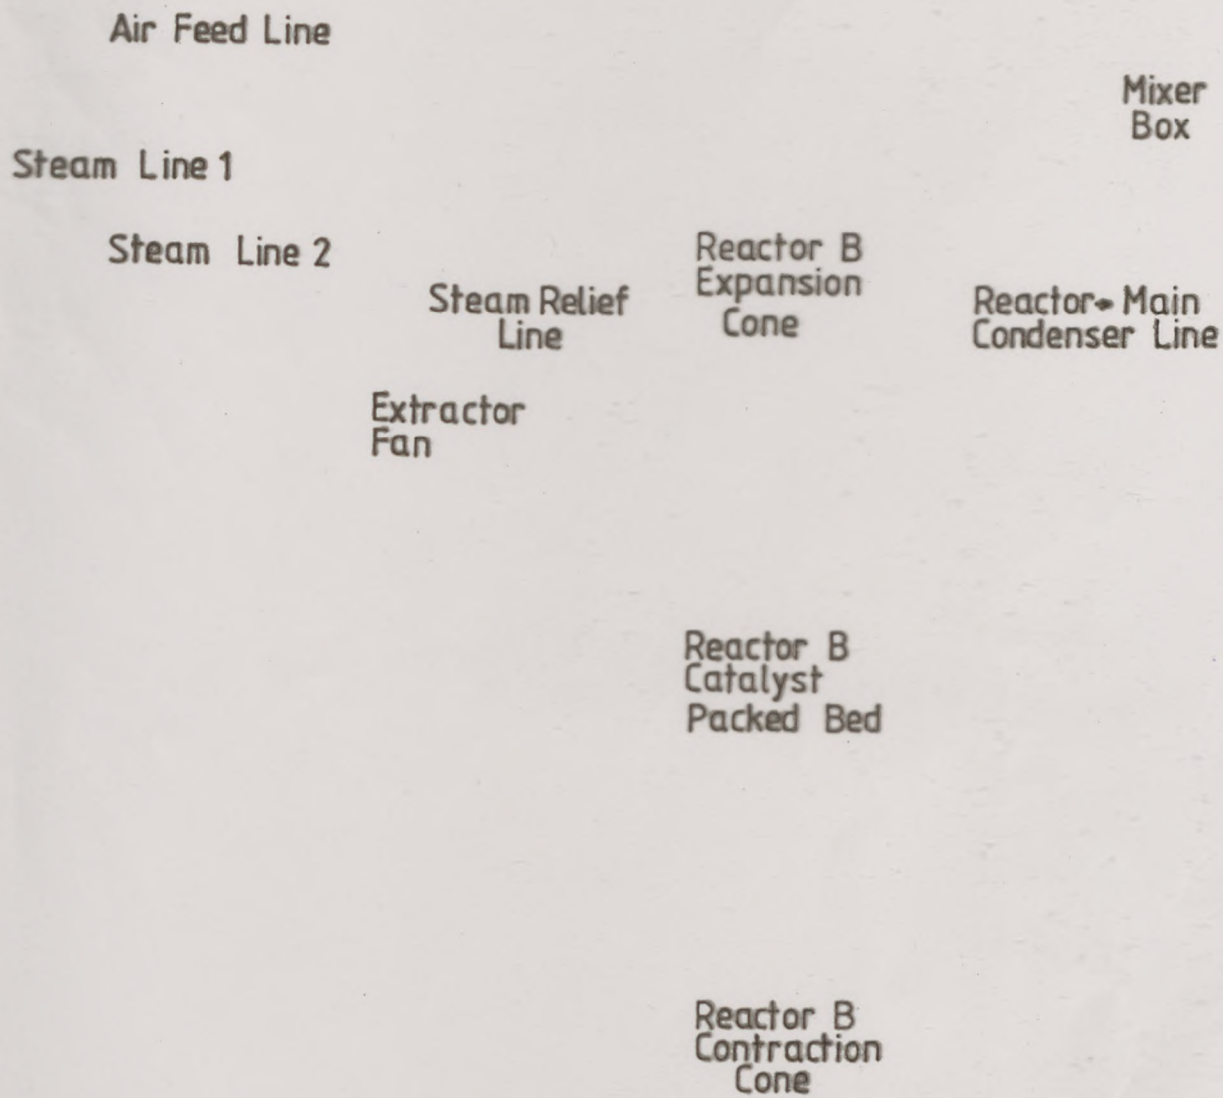 Air Feed Line
Mixer
Box
Steam Line 1
Steam Line 2
Steam Relief
Line
Reactor B
Expansion
Cone
Reactor→Main
Condenser Line
Extractor
Fan
Reactor B
Catalyst
Packed Bed
Reactor B
Contraction
Cone